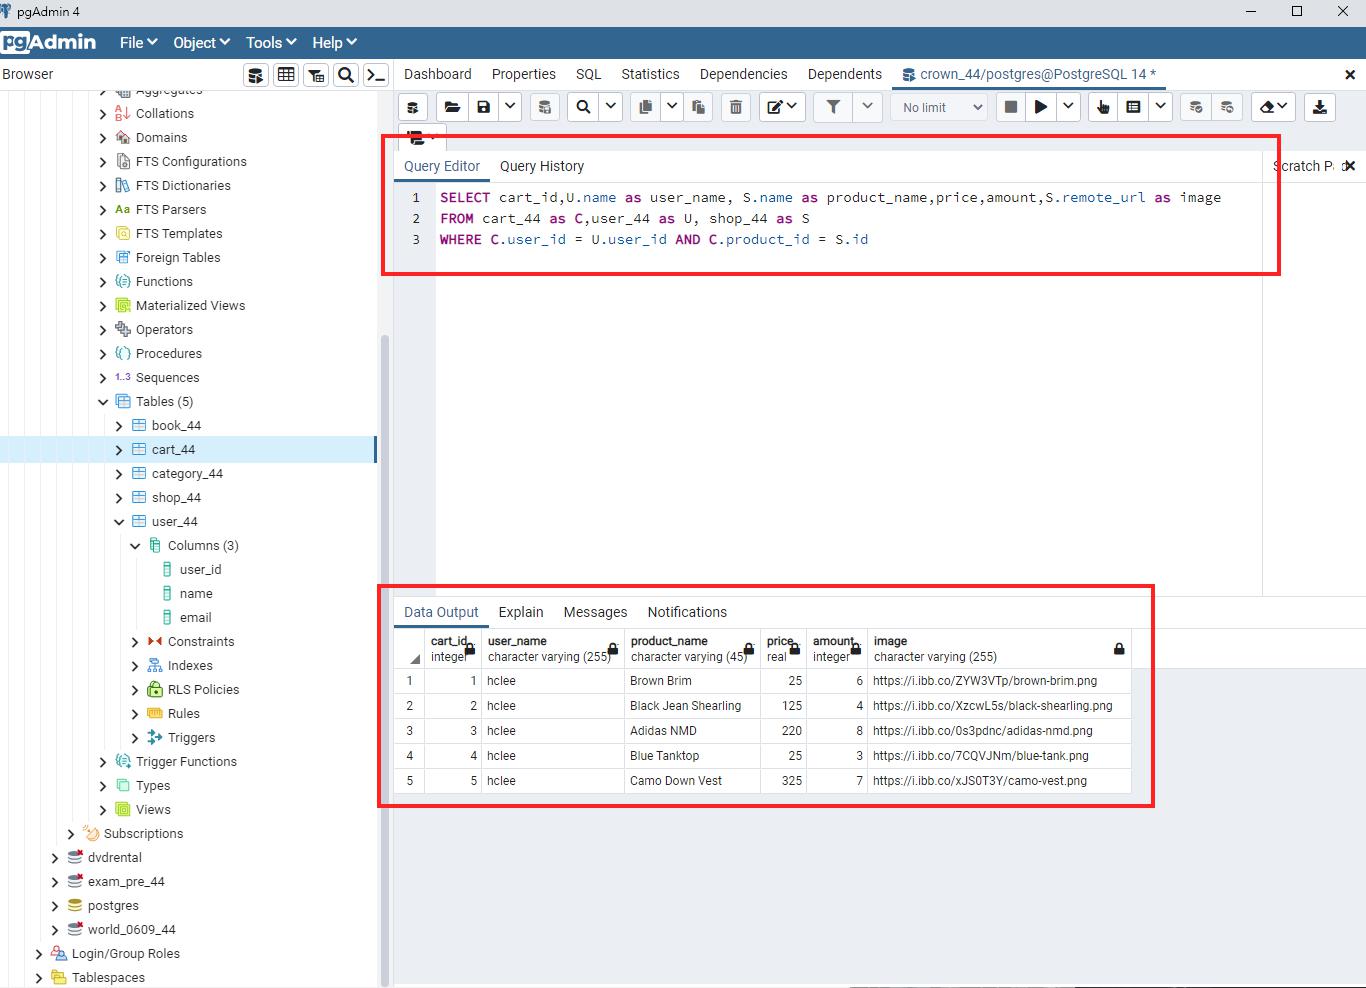 pgAdmin 4
pgAdmin File Object Tools Help
Browser
Dashboard Properties SQL Statistics Dependencies Dependents crown_44/postgres@PostgreSQL 14 *
No limit
Aggregates
Collations
Domains
FTS Configurations
FTS Dictionaries
FTS Parsers
FTS Templates
Foreign Tables
Functions
Materialized Views
Operators
Procedures
1..3 Sequences
Tables (5)
book_44
cart_44
category_44
shop_44
user_44
Columns (3)
user_id
name
email
Constraints
Indexes
RLS Policies
Rules
Triggers
Trigger Functions
Types
Views
Subscriptions
dvdrental
exam_pre_44
postgres
world_0609_44
Login/Group Roles
Tablespaces
Query Editor Query History
Scratch P
1 SELECT cart_id,U.name as user_name, S.name as product_name,price,amount,S.remote_url as image
2 FROM cart_44 as C,user_44 as U, shop_44 as S
3 WHERE C.user_id = U.user_id AND C.product_id = S.id
Data Output Explain Messages Notifications
cart_id user_name product_name price amount image
integer character varying (255) character varying (45) real integer character varying (255)
1 1 hclee Brown Brim 25 6 https://i.ibb.co/ZYW3VTp/brown-brim.png
2 2 hclee Black Jean Shearling 125 4 https://i.ibb.co/XzcwL5s/black-shearling.png
3 3 hclee Adidas NMD 220 8 https://i.ibb.co/0s3pdnc/adidas-nmd.png
4 4 hclee Blue Tanktop 25 3 https://i.ibb.co/7CQVJNm/blue-tank.png
5 5 hclee Camo Down Vest 325 7 https://i.ibb.co/xJS0T3Y/camo-vest.png